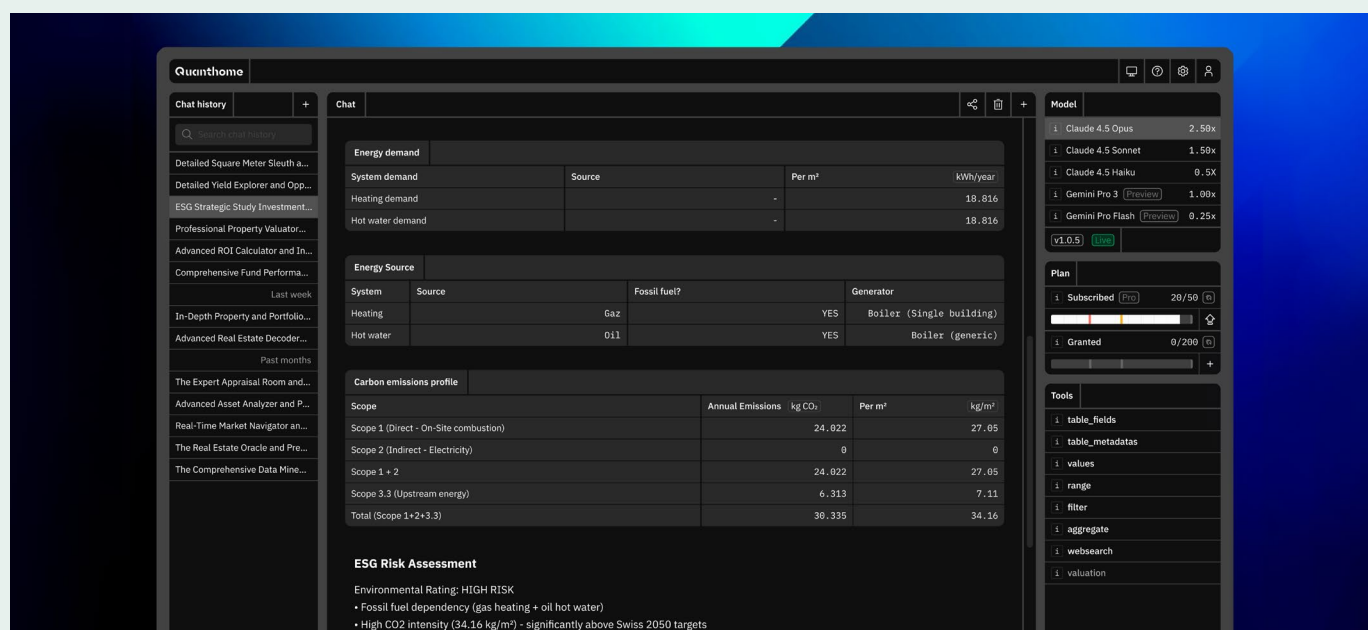 Quanthome
Chat history +
Search chat history
Detailed Square Meter Sleuth a...
Detailed Yield Explorer and Opp...
ESG Strategic Study Investment...
Professional Property Valuator...
Advanced ROI Calculator and In...
Comprehensive Fund Performa...
Last week
In-Depth Property and Portfolio...
Advanced Real Estate Decoder...
Past months
The Expert Appraisal Room and...
Advanced Asset Analyzer and P...
Real-Time Market Navigator an...
The Real Estate Oracle and Pre...
The Comprehensive Data Mine...
Chat +
Energy demand
System demand Source Per m² kWh/year
Heating demand - 18.816
Hot water demand - 18.816
Energy Source
System Source Fossil fuel? Generator
Heating Gaz YES Boiler (Single building)
Hot water Oil YES Boiler (generic)
Carbon emissions profile
Scope Annual Emissions kg CO₂ Per m² kg/m²
Scope 1 (Direct - On-Site combustion) 24.022 27.05
Scope 2 (Indirect - Electricity) 0 0
Scope 1 + 2 24.022 27.05
Scope 3.3 (Upstream energy) 6.313 7.11
Total (Scope 1+2+3.3) 30.335 34.16
ESG Risk Assessment
Environmental Rating: HIGH RISK
• Fossil fuel dependency (gas heating + oil hot water)
• High CO2 intensity (34.16 kg/m²) - significantly above Swiss 2050 targets
Model
i Claude 4.5 Opus 2.50x
i Claude 4.5 Sonnet 1.50x
i Claude 4.5 Haiku 0.5X
i Gemini Pro 3 Preview 1.00x
i Gemini Pro Flash Preview 0.25x
v1.0.5 Live
Plan
i Subscribed Pro 20/50
i Granted 0/200
+
Tools
i table_fields
i table_metadatas
i values
i range
i filter
i aggregate
i websearch
i valuation